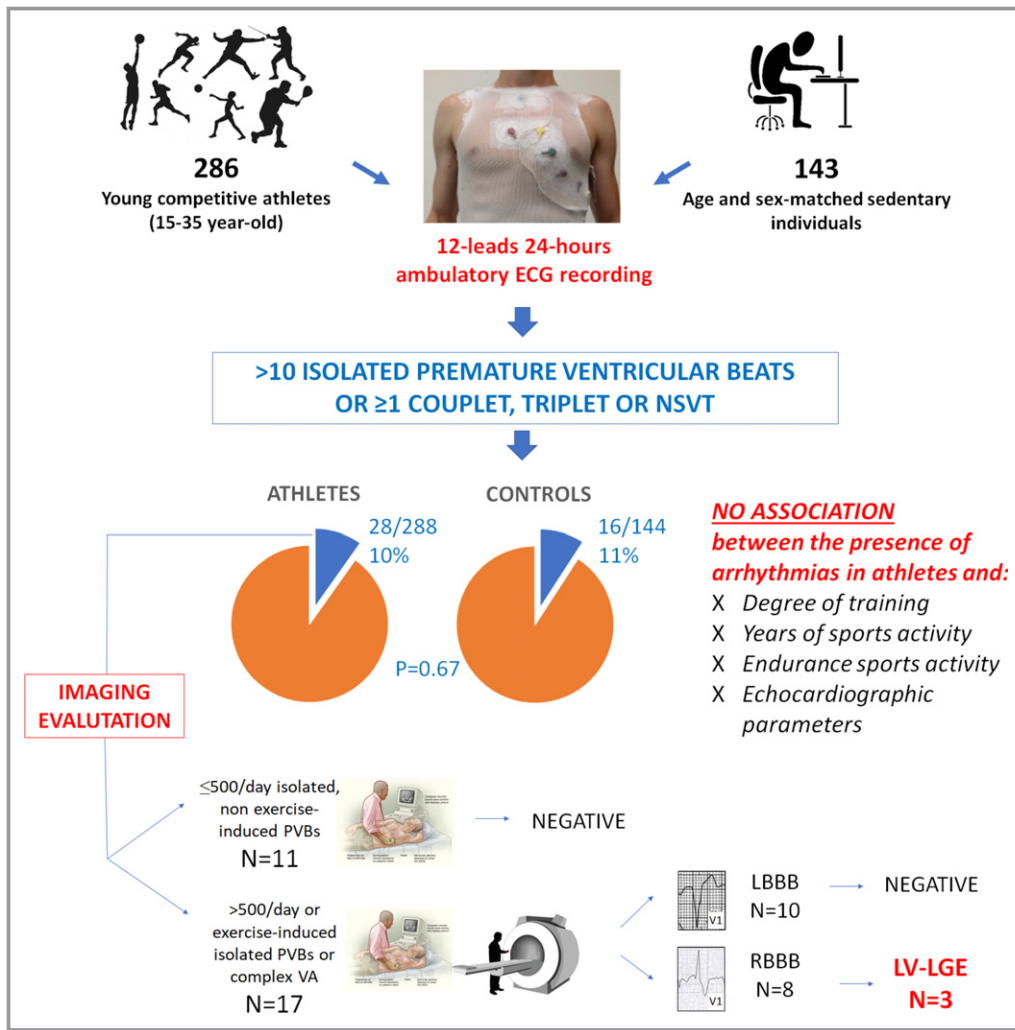 286
Young competitive athletes
(15-35 year-old)
143
Age and sex-matched sedentary
individuals
12-leads 24-hours
ambulatory ECG recording
>10 ISOLATED PREMATURE VENTRICULAR BEATS
OR ≥1 COUPLET, TRIPLET OR NSVT
ATHLETES
28/288
10%
CONTROLS
16/144
11%
P=0.67
NO ASSOCIATION
between the presence of
arrhythmias in athletes and:
X Degree of training
X Years of sports activity
X Endurance sports activity
X Echocardiographic
parameters
IMAGING
EVALUTATION
≤500/day isolated,
non exercise-
induced PVBs
N=11
NEGATIVE
>500/day or
exercise-induced
isolated PVBs or
complex VA
N=17
V1
LBBB
N=10
NEGATIVE
V1
RBBB
N=8
LV-LGE
N=3